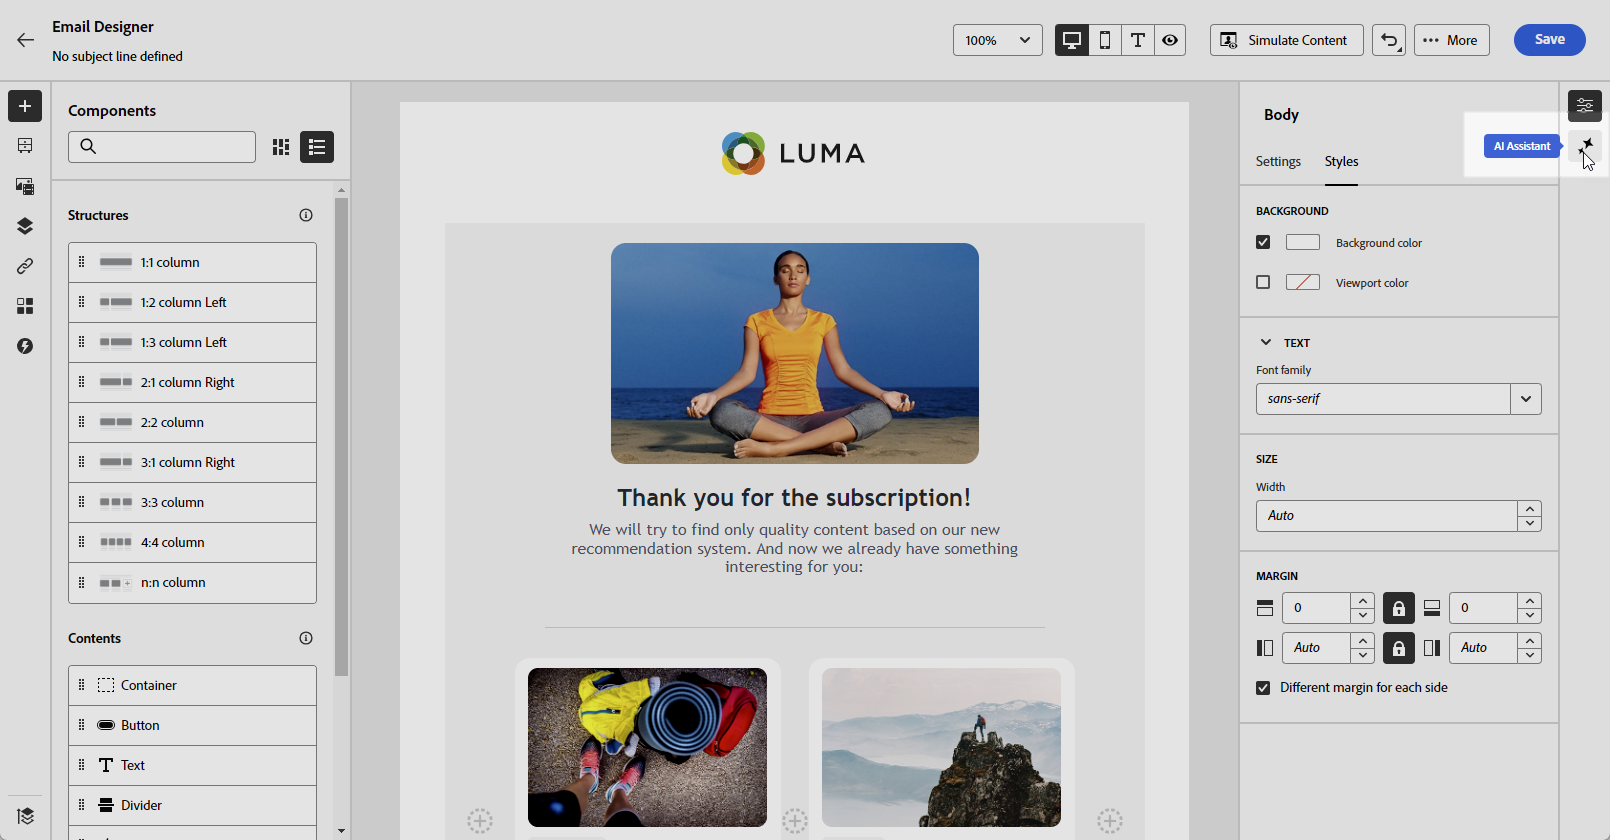 Email Designer
No subject line defined
100%
Simulate Content
More
Save
Components
Structures
1:1 column
1:2 column Left
1:3 column Left
2:1 column Right
2:2 column
3:1 column Right
3:3 column
4:4 column
n:n column
Contents
Container
Button
Text
Divider
LUMA
Thank you for the subscription!
We will try to find only quality content based on our new
recommendation system. And now we already have something
interesting for you:
Body
AI Assistant
Settings
Styles
BACKGROUND
Background color
Viewport color
TEXT
Font family
sans-serif
SIZE
Width
Auto
MARGIN
0
0
Auto
Auto
Different margin for each side